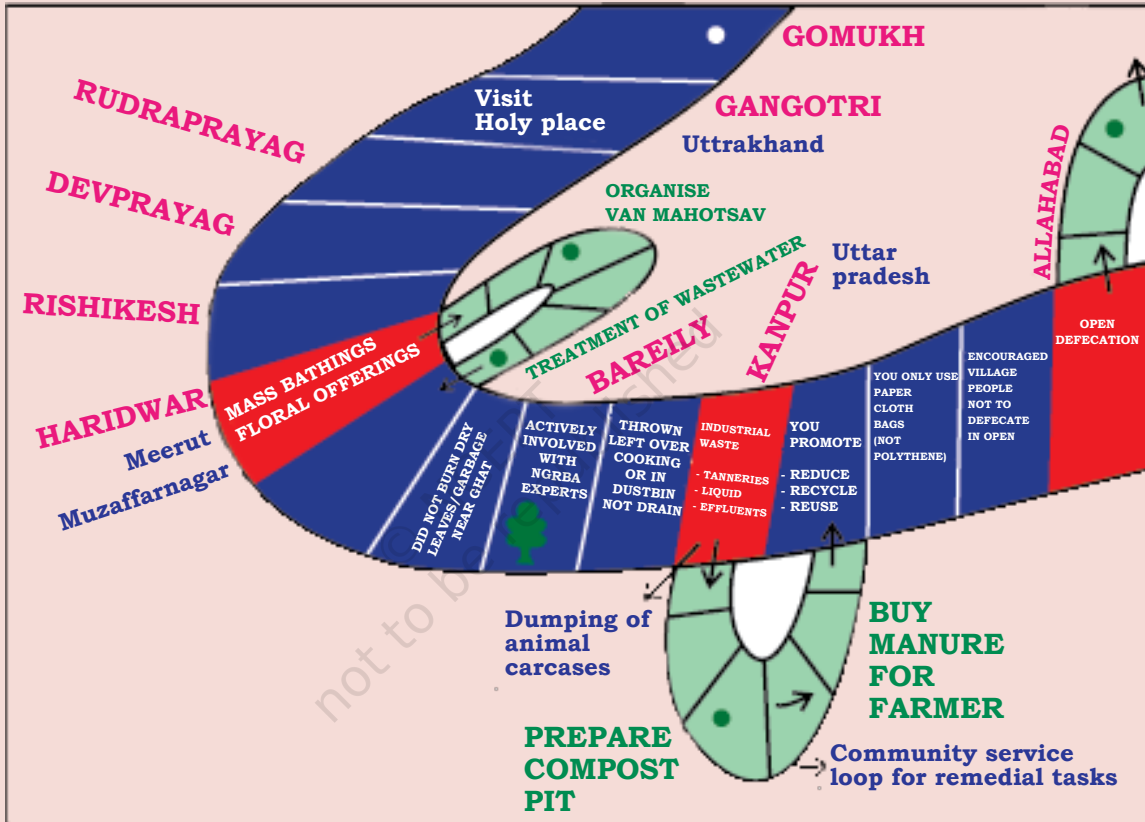 GOMUKH
Visit
Holy place
GANGOTRI
Uttrakhand
RUDRAPRAYAG
DEVPRAYAG
RISHIKESH
HARIDWAR
Meerut
Muzaffarnagar
MASS BATHINGS
FLORAL OFFERINGS
ORGANISE
VAN MAHOTSAV
TREATMENT OF WASTEWATER
BAREILY
KANPUR
Uttar
pradesh
ALLAHABAD
DID NOT BURN DRY
LEAVES/GARBAGE
NEAR GHAT
ACTIVELY
INVOLVED
WITH
NGRBA
EXPERTS
THROWN
LEFT OVER
COOKING
OR IN
DUSTBIN
NOT DRAIN
INDUSTRIAL
WASTE
- TANNERIES
- LIQUID
- EFFLUENTS
YOU
PROMOTE
- REDUCE
- RECYCLE
- REUSE
YOU ONLY USE
PAPER
CLOTH
BAGS
(NOT
POLYTHENE)
ENCOURAGED
VILLAGE
PEOPLE
NOT TO
DEFECATE
IN OPEN
OPEN
DEFECATION
Dumping of
animal
carcases
PREPARE
COMPOST
PIT
BUY
MANURE
FOR
FARMER
Community service
loop for remedial tasks
not to be